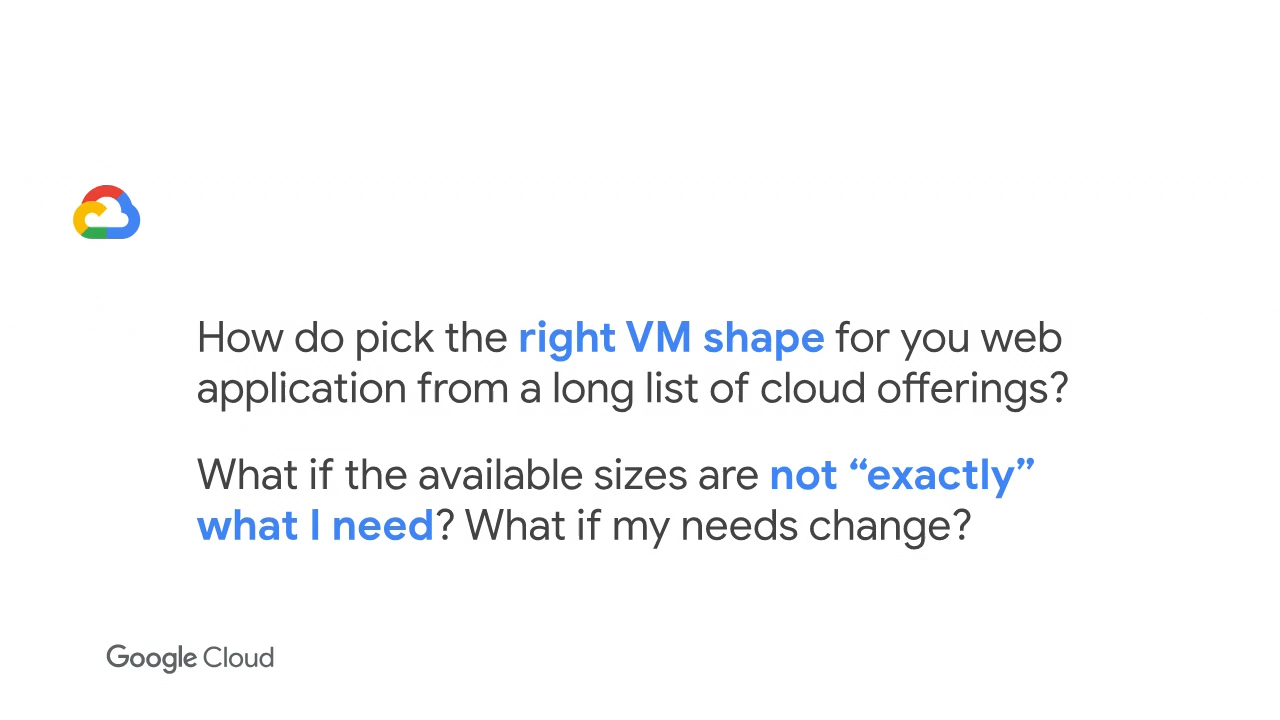 How do pick the right VM shape for you web
application from a long list of cloud offerings?
What if the available sizes are not “exactly”
what I need? What if my needs change?
Google Cloud